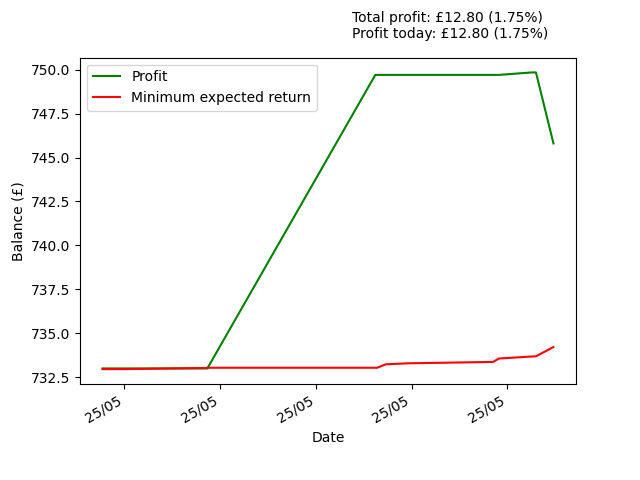 Total profit: £12.80 (1.75%)
Profit today: £12.80 (1.75%)
Profit
Minimum expected return
750.0
747.5
745.0
742.5
740.0
737.5
735.0
732.5
Balance (£)
25/05 25/05 25/05 25/05 25/05
Date